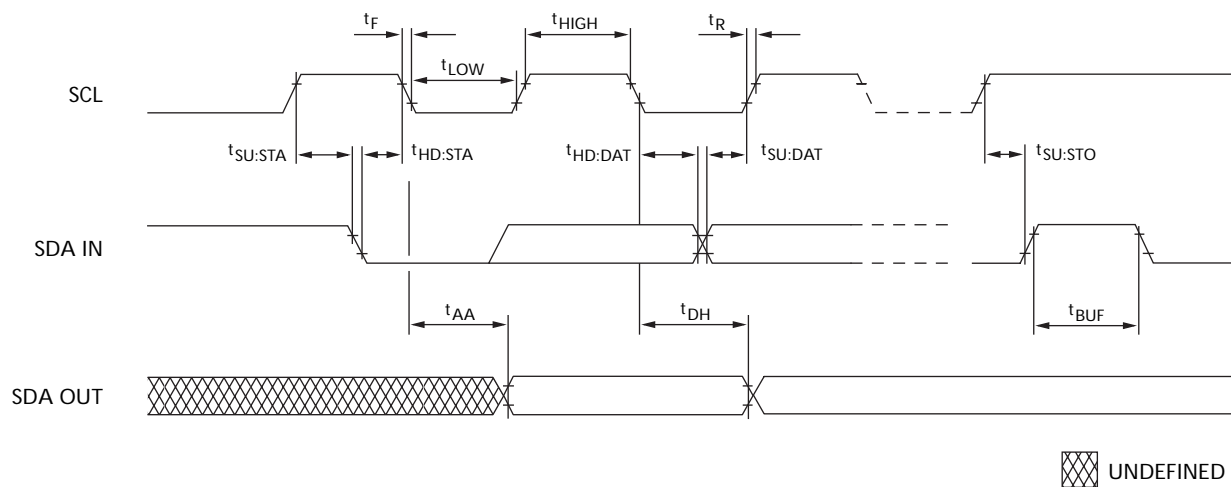 tF
tHIGH
tR
tLOW
SCL
tSU:STA
tHD:STA
tHD:DAT
tSU:DAT
tSU:STO
SDA IN
tAA
tDH
tBUF
SDA OUT
UNDEFINED